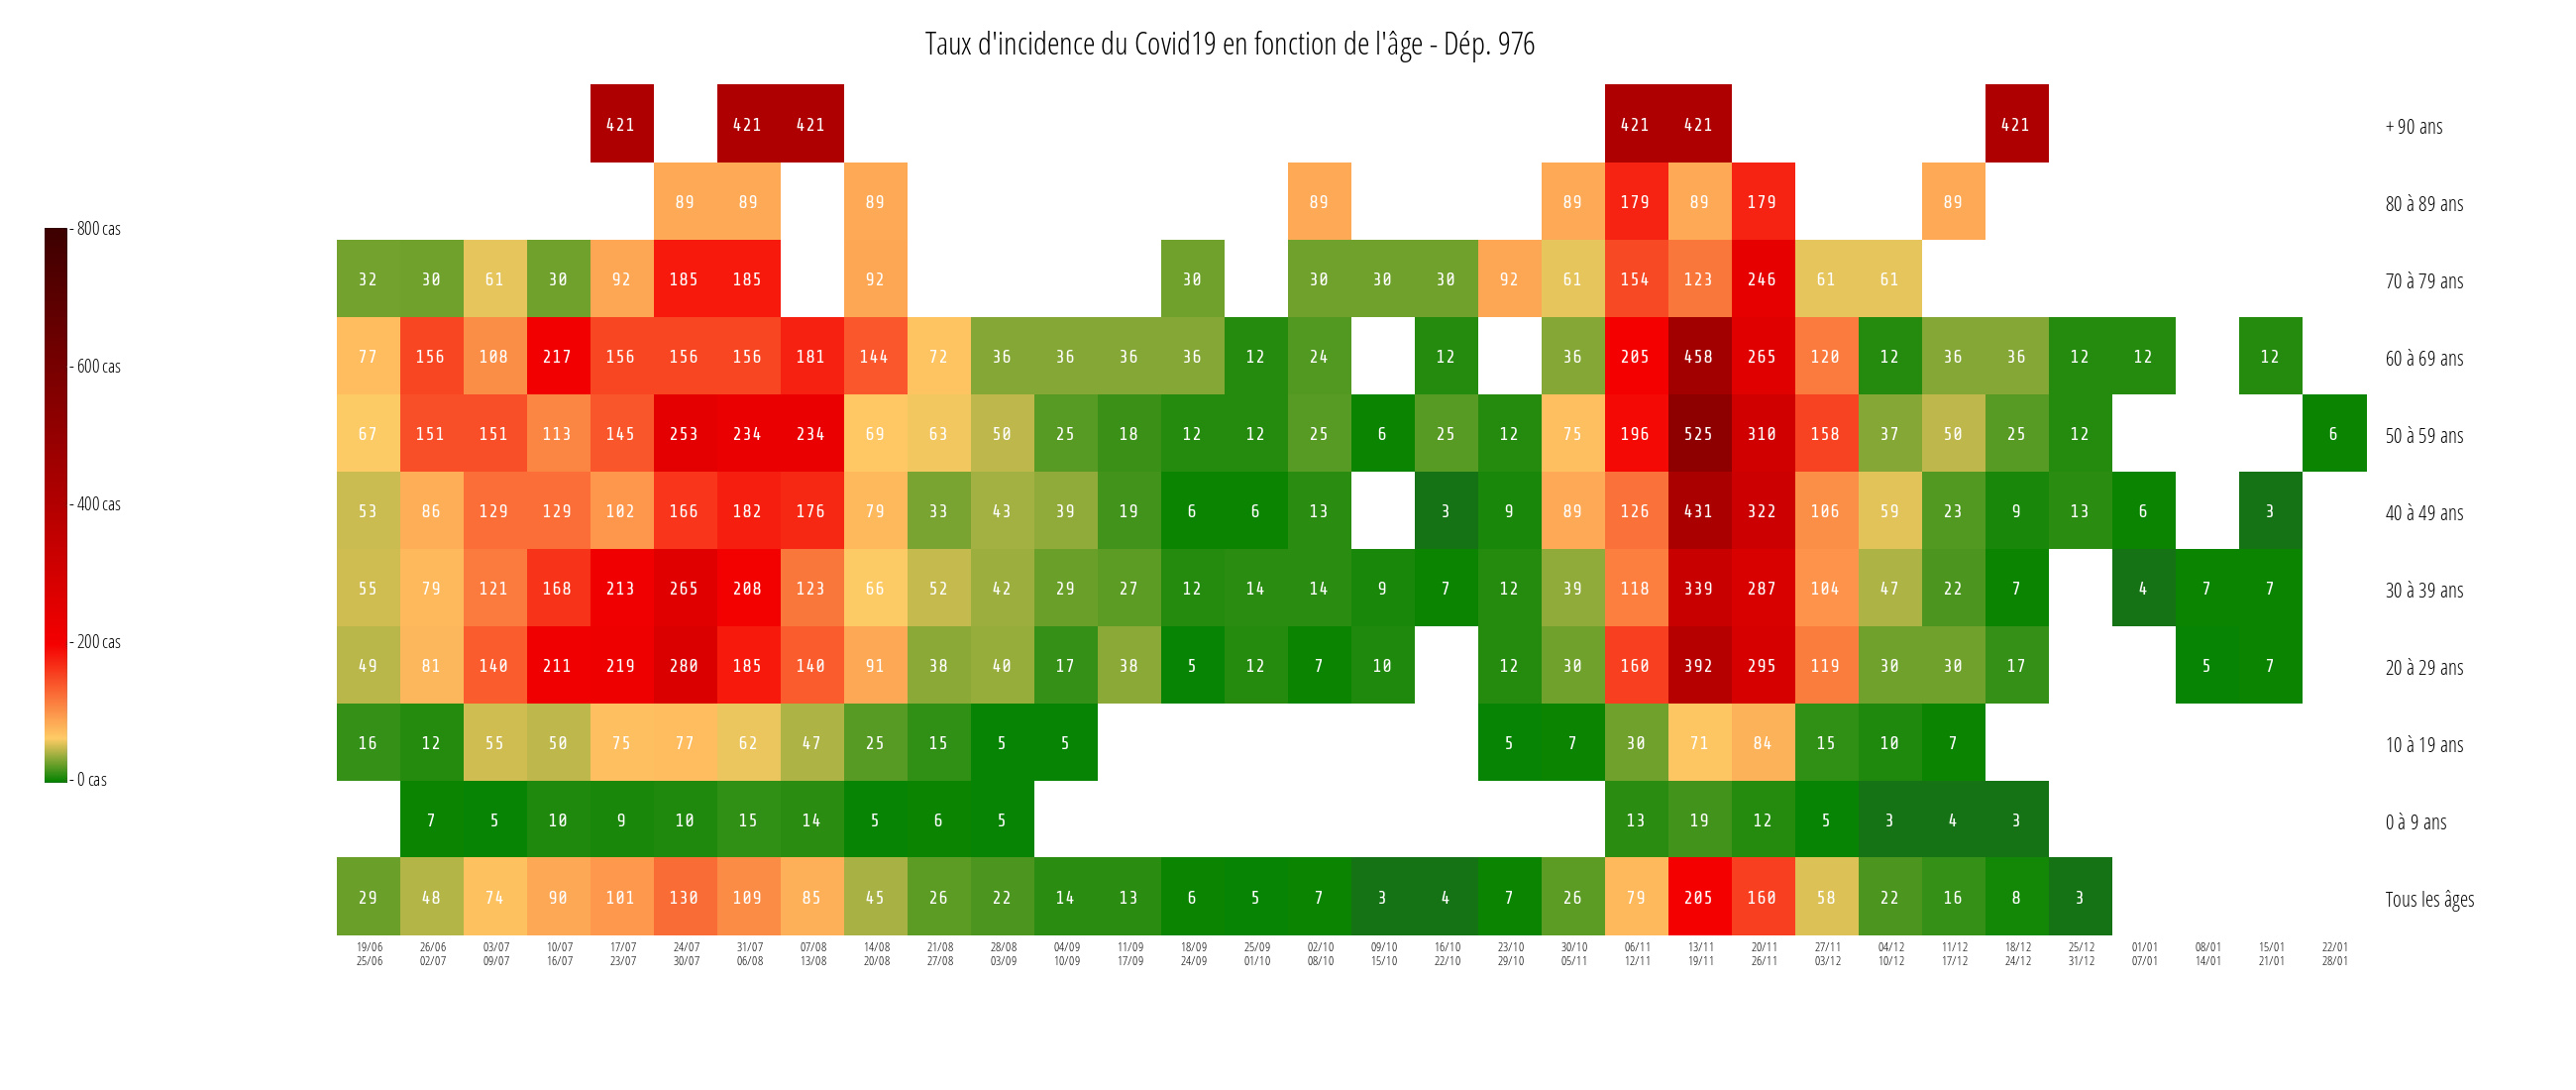 Taux d'incidence du Covid19 en fonction de l'âge - Dép. 976
421 421 421 421 421 421 + 90 ans
89 89 89 89 89 179 89 179 89 80 à 89 ans
- 800 cas
32 30 61 30 92 185 185 92 30 30 30 30 92 61 154 123 246 61 61 70 à 79 ans
77 156 108 217 156 156 156 181 144 72 36 36 36 36 12 24 12 36 205 458 265 120 12 36 36 12 12 12 60 à 69 ans
- 600 cas
67 151 151 113 145 253 234 234 69 63 50 25 18 12 12 25 6 25 12 75 196 525 310 158 37 50 25 12 6 50 à 59 ans
- 400 cas
53 86 129 129 102 166 182 176 79 33 43 39 19 6 6 13 3 9 89 126 431 322 106 59 23 9 13 6 3 40 à 49 ans
55 79 121 168 213 265 208 123 66 52 42 29 27 12 14 14 9 7 12 39 118 339 287 104 47 22 7 4 7 7 30 à 39 ans
- 200 cas
49 81 140 211 219 280 185 140 91 38 40 17 38 5 12 7 10 12 30 160 392 295 119 30 30 17 5 7 20 à 29 ans
16 12 55 50 75 77 62 47 25 15 5 5 5 7 30 71 84 15 10 7 10 à 19 ans
- 0 cas
7 5 10 9 10 15 14 5 6 5 13 19 12 5 3 4 3 0 à 9 ans
29 48 74 90 101 130 109 85 45 26 22 14 13 6 5 7 3 4 7 26 79 205 160 58 22 16 8 3 Tous les âges
19/06 26/06 03/07 10/07 17/07 24/07 31/07 07/08 14/08 21/08 28/08 04/09 11/09 18/09 25/09 02/10 09/10 16/10 23/10 30/10 06/11 13/11 20/11 27/11 04/12 11/12 18/12 25/12 01/01 08/01 15/01 22/01
25/06 02/07 09/07 16/07 23/07 30/07 06/08 13/08 20/08 27/08 03/09 10/09 17/09 24/09 01/10 08/10 15/10 22/10 29/10 05/11 12/11 19/11 26/11 03/12 10/12 17/12 24/12 31/12 07/01 14/01 21/01 28/01